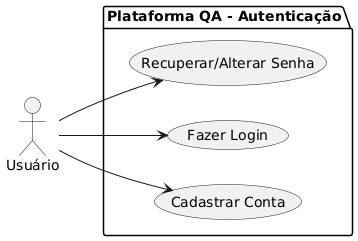 Plataforma QA - Autenticação
Recuperar/Alterar Senha
Fazer Login
Usuário
Cadastrar Conta